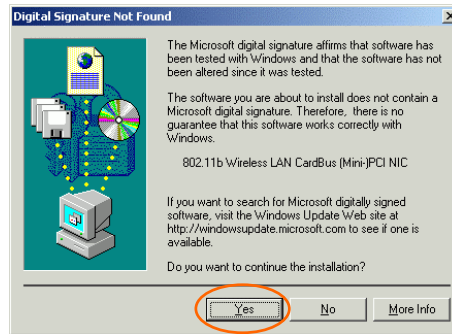 Digital Signature Not Found
The Microsoft digital signature affirms that software has
been tested with Windows and that the software has not
been altered since it was tested.
The software you are about to install does not contain a
Microsoft digital signature. Therefore, there is no
guarantee that this software works correctly with
Windows.
802.11b Wireless LAN CardBus (Mini-)PCI NIC
If you want to search for Microsoft digitally signed
software, visit the Windows Update Web site at
http://windowsupdate.microsoft.com to see if one is
available.
Do you want to continue the installation?
Yes No More Info